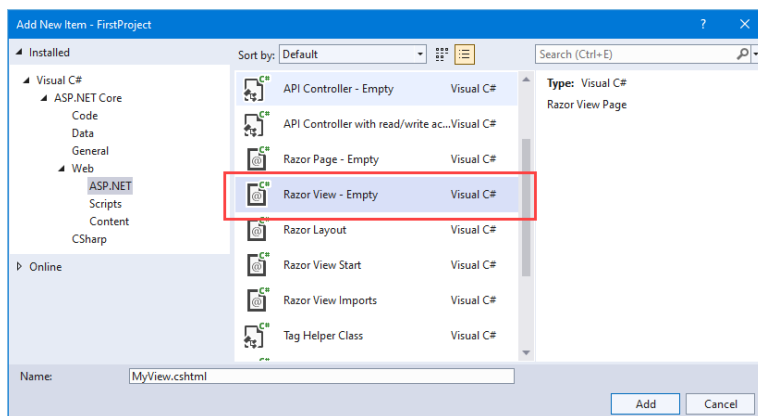 Add New Item - FirstProject
? ×
Installed
Sort by: Default
Search (Ctrl+E)
Visual C#
ASP.NET Core
Code
Data
General
Web
ASP.NET
Scripts
Content
CSharp
Online
API Controller - Empty Visual C#
API Controller with read/write ac...Visual C#
Razor Page - Empty Visual C#
Razor View - Empty Visual C#
Razor Layout Visual C#
Razor View Start Visual C#
Razor View Imports Visual C#
Tag Helper Class Visual C#
Type: Visual C#
Razor View Page
Name: MyView.cshtml
Add Cancel